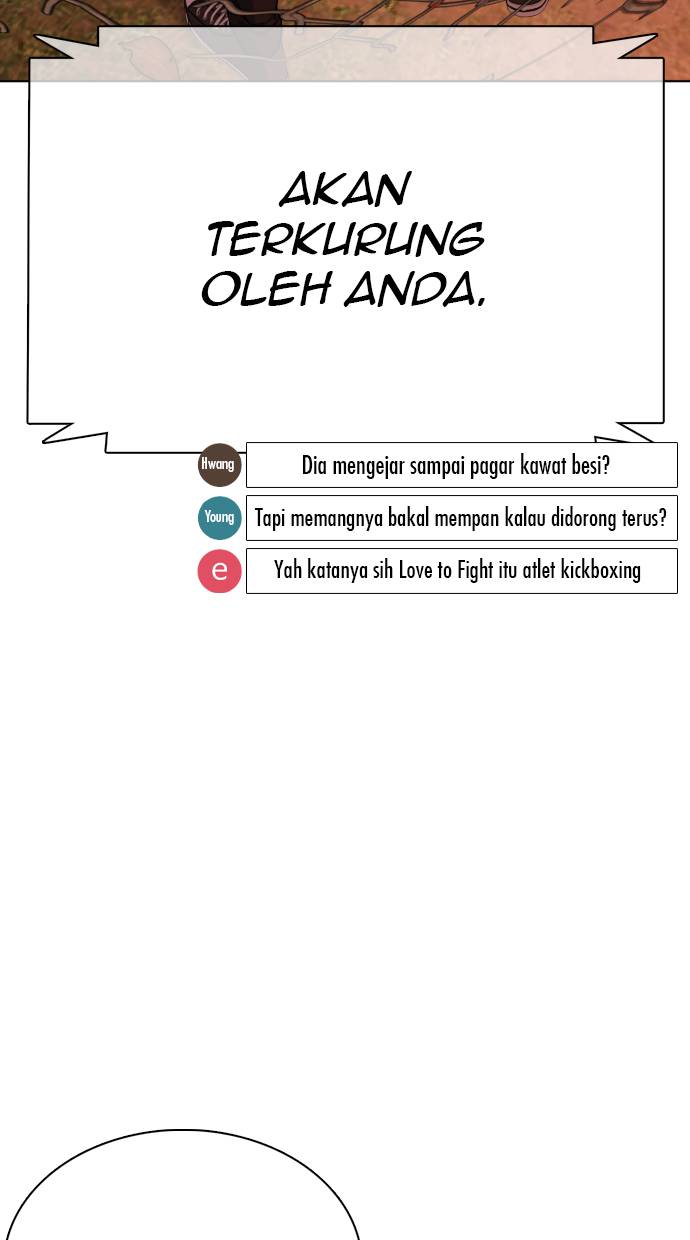 AKAN
TERKURUNG
OLEH ANDA.
Hwang Dia mengejar sampai pagar kawat besi?
Young Tapi memangnya bakal mempan kalau didorong terus?
e Yah katanya sih Love to Fight itu atlet kickboxing